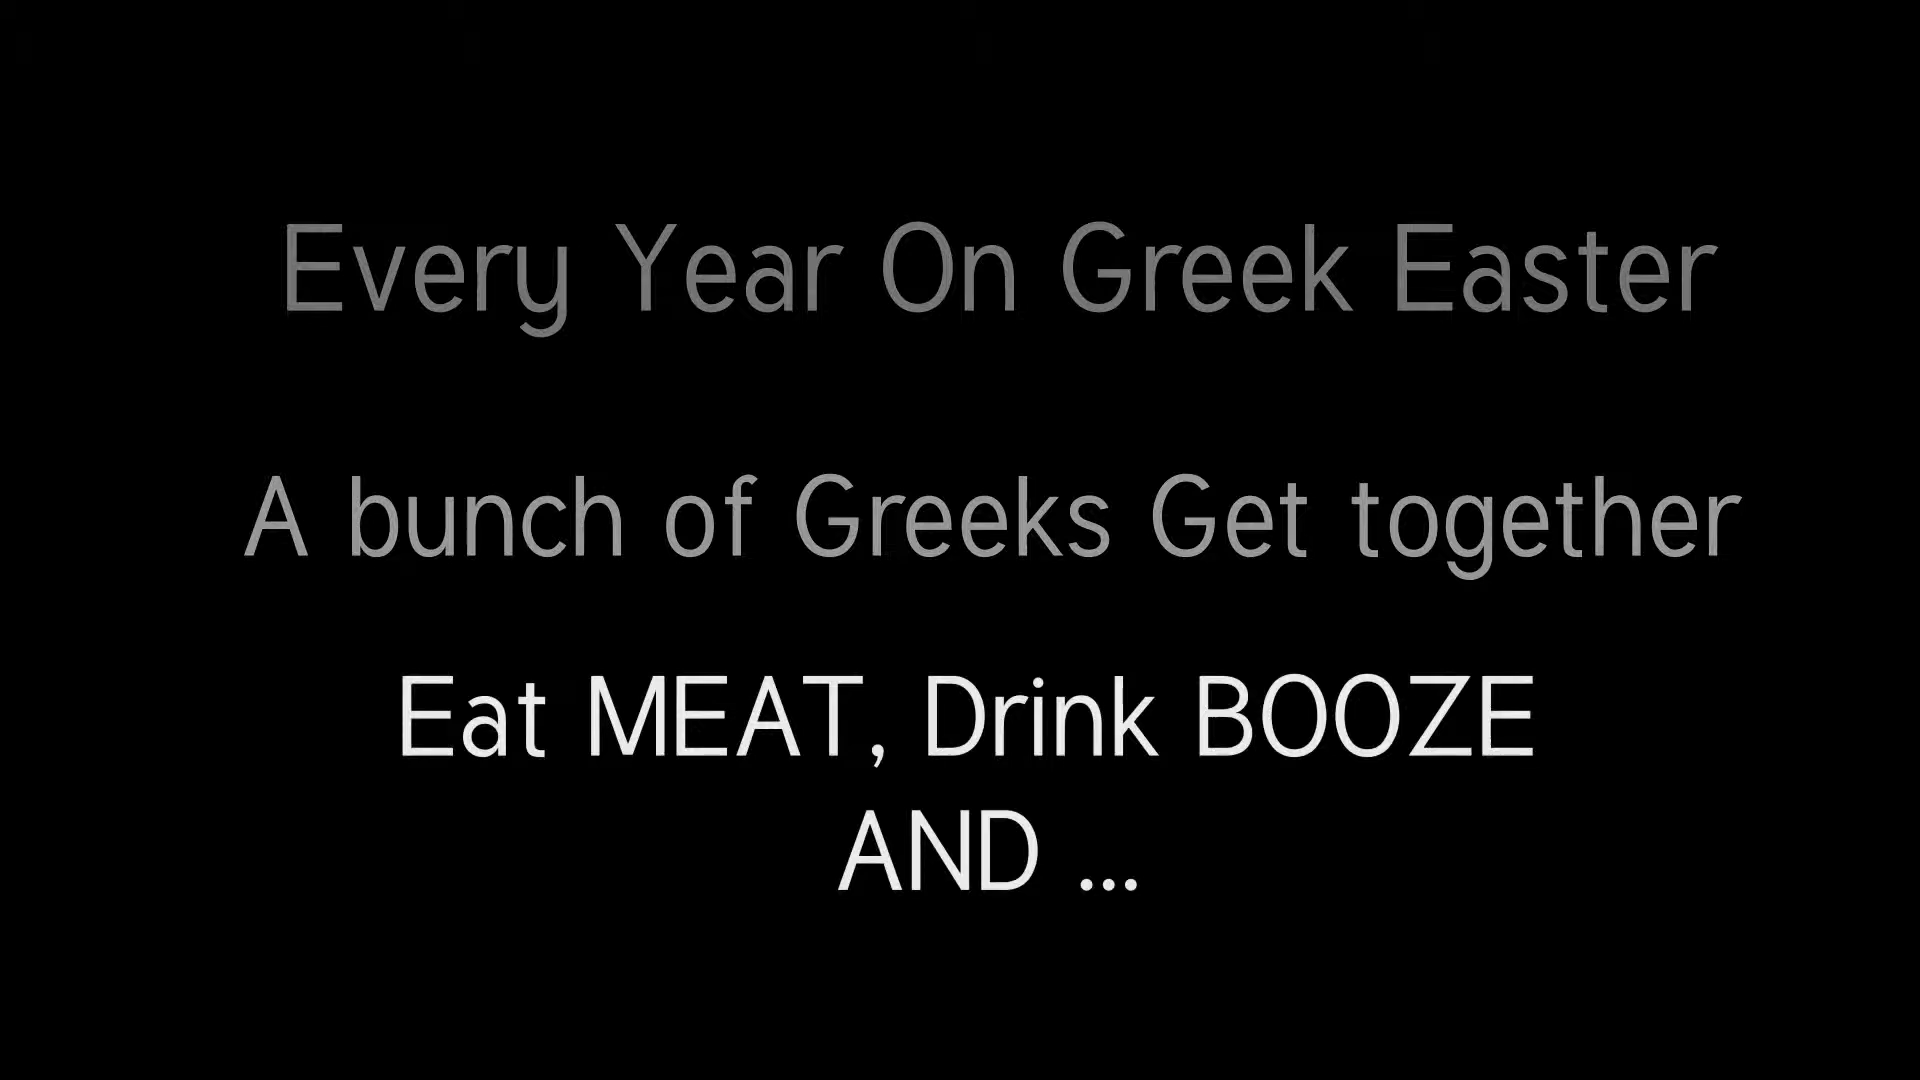 Every Year On Greek Easter
A bunch of Greeks Get together
Eat MEAT, Drink BOOZE
AND ...